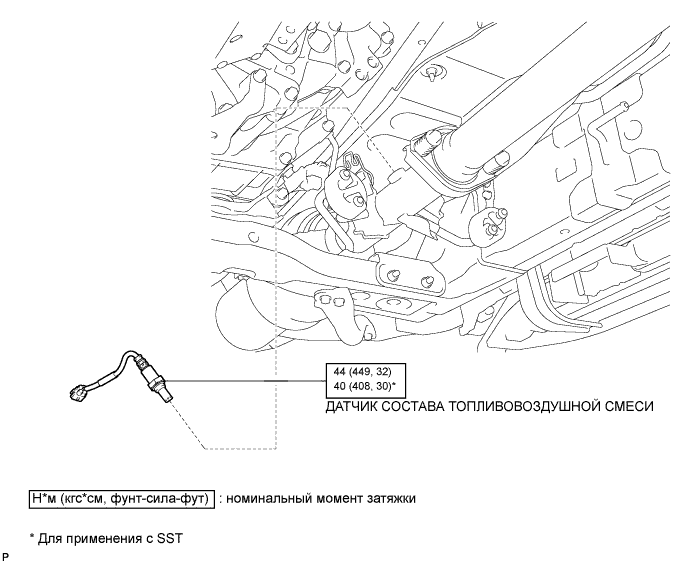 44 (449, 32)
40 (408, 30)*
ДАТЧИК СОСТАВА ТОПЛИВОВОЗДУШНОЙ СМЕСИ
Н*м (кгс*см, фунт-сила-фут) : номинальный момент затяжки
* Для применения с SST
P